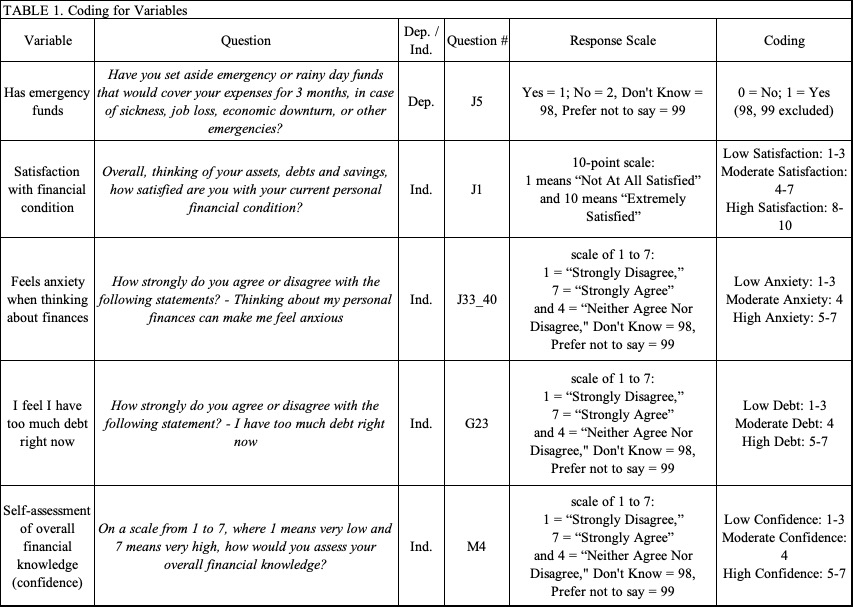 TABLE 1. Coding for Variables
Variable
Question
Dep. /
Ind.
Question #
Response Scale
Coding
Has emergency
funds
Have you set aside emergency or rainy day funds
that would cover your expenses for 3 months, in case
of sickness, job loss, economic downturn, or other
emergencies?
Dep.
J5
Yes = 1; No = 2, Don't Know =
98, Prefer not to say = 99
0 = No; 1 = Yes
(98, 99 excluded)
Satisfaction
with financial
condition
Overall, thinking of your assets, debts and savings,
how satisfied are you with your current personal
financial condition?
Ind.
J1
10-point scale:
1 means “Not At All Satisfied”
and 10 means “Extremely
Satisfied”
Low Satisfaction: 1-3
Moderate Satisfaction:
4-7
High Satisfaction: 8-
10
Feels anxiety
when thinking
about finances
How strongly do you agree or disagree with the
following statements? - Thinking about my personal
finances can make me feel anxious
Ind.
J33_40
scale of 1 to 7:
1 = “Strongly Disagree,”
7 = “Strongly Agree”
and 4 = “Neither Agree Nor
Disagree," Don't Know = 98,
Prefer not to say = 99
Low Anxiety: 1-3
Moderate Anxiety: 4
High Anxiety: 5-7
I feel I have
too much debt
right now
How strongly do you agree or disagree with the
following statement? - I have too much debt right
now
Ind.
G23
scale of 1 to 7:
1 = “Strongly Disagree,”
7 = “Strongly Agree”
and 4 = “Neither Agree Nor
Disagree," Don't Know = 98,
Prefer not to say = 99
Low Debt: 1-3
Moderate Debt: 4
High Debt: 5-7
Self-assessment
of overall
financial
knowledge
(confidence)
On a scale from 1 to 7, where 1 means very low and
7 means very high, how would you assess your
overall financial knowledge?
Ind.
M4
scale of 1 to 7:
1 = “Strongly Disagree,”
7 = “Strongly Agree”
and 4 = “Neither Agree Nor
Disagree," Don't Know = 98,
Prefer not to say = 99
Low Confidence: 1-3
Moderate Confidence:
4
High Confidence: 5-7